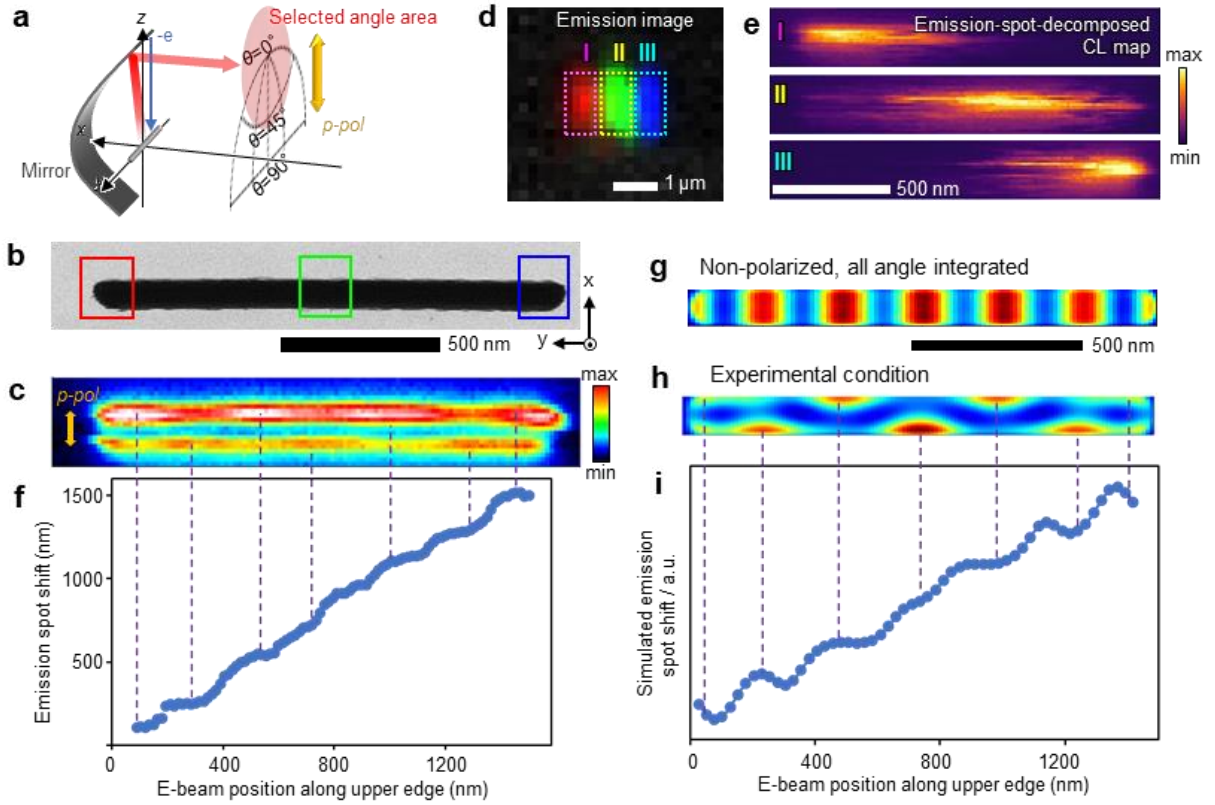 a
z
-e
Selected angle area
θ=0°
θ=45°
θ=90°
p-pol
x
y
Mirror
b
x
y
500 nm
c
p-pol
max
min
d
Emission image
I
II
III
1 µm
e
Emission-spot-decomposed
CL map
I
II
III
500 nm
max
min
f
Emission spot shift (nm)
1500
1000
500
0
400
800
1200
E-beam position along upper edge (nm)
g
Non-polarized, all angle integrated
500 nm
h
Experimental condition
i
Simulated emission
spot shift / a.u.
0
400
800
1200
E-beam position along upper edge (nm)